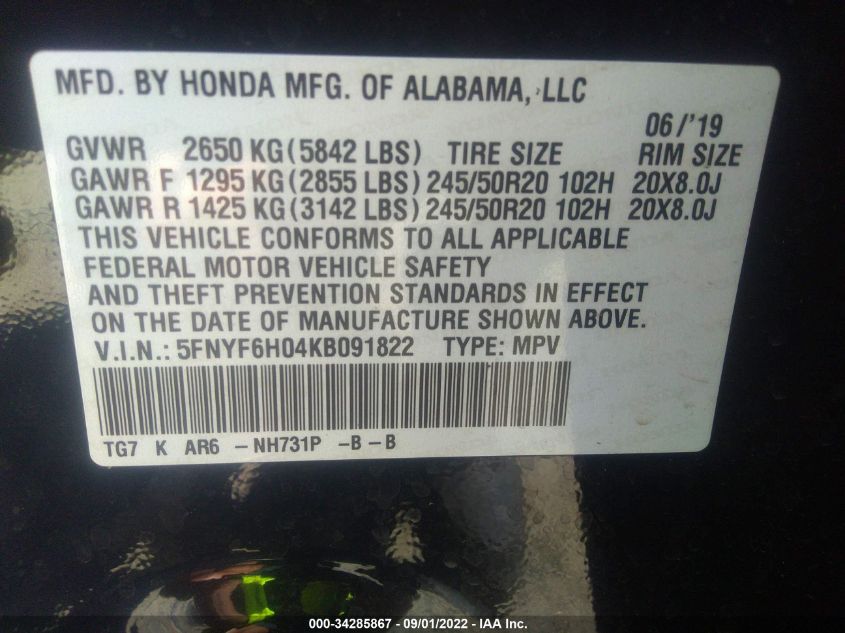 MFD. BY HONDA MFG. OF ALABAMA, LLC
06/'19
GVWR 2650 KG (5842 LBS) TIRE SIZE RIM SIZE
GAWR F 1295 KG (2855 LBS) 245/50R20 102H 20X8.0J
GAWR R 1425 KG (3142 LBS) 245/50R20 102H 20X8.0J
THIS VEHICLE CONFORMS TO ALL APPLICABLE
FEDERAL MOTOR VEHICLE SAFETY
AND THEFT PREVENTION STANDARDS IN EFFECT
ON THE DATE OF MANUFACTURE SHOWN ABOVE.
V.I.N.: 5FNYF6H04KB091822 TYPE: MPV
TG7 K AR6 - NH731P - B - B
000-34285867 - 09/01/2022 - IAA Inc.